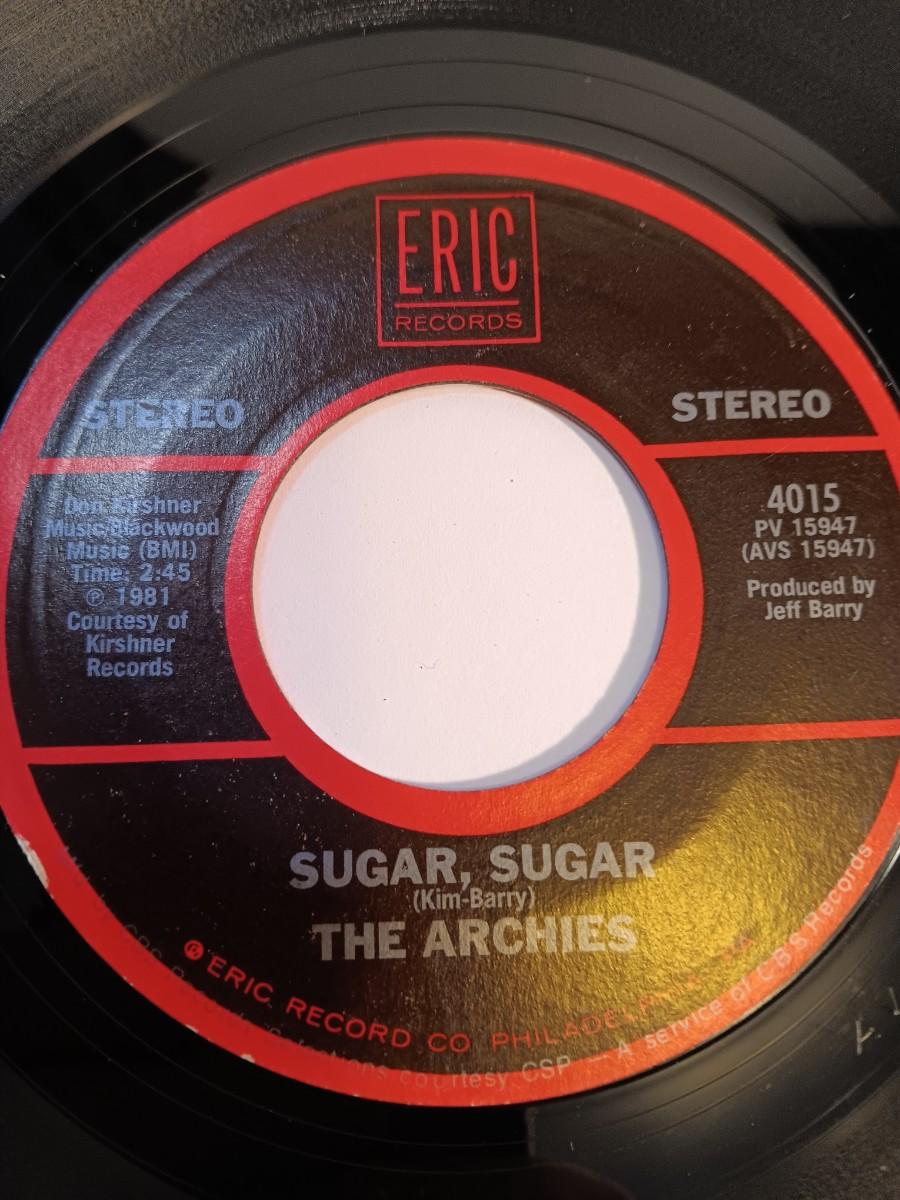 ERIC
RECORDS
STEREO
STEREO
Don Kirshner
Music/Blackwood
Music (BMI)
Time: 2:45
℗ 1981
Courtesy of
Kirshner
Records
4015
PV 15947
(AVS 15947)
Produced by
Jeff Barry
SUGAR, SUGAR
(Kim-Barry)
THE ARCHIES
ERIC RECORD CO PHILADELPHIA, PA
courtesy CSP — A service of CBS Records